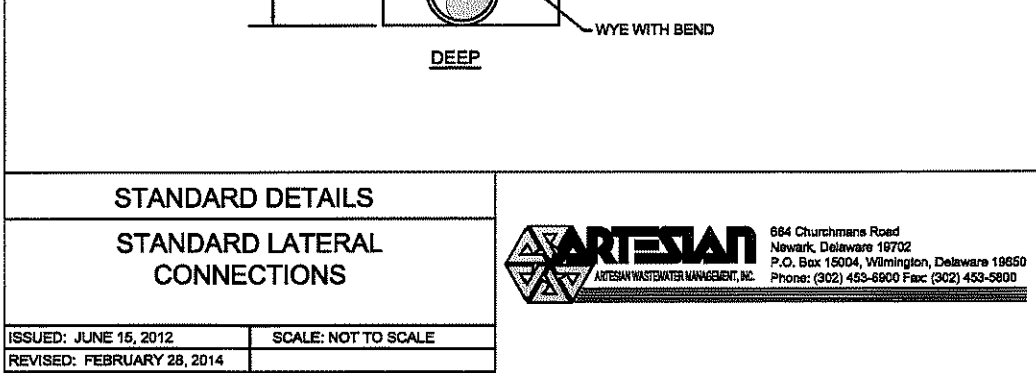 WYE WITH BEND
DEEP
STANDARD DETAILS
STANDARD LATERAL
CONNECTIONS
ISSUED: JUNE 15, 2012
SCALE: NOT TO SCALE
REVISED: FEBRUARY 28, 2014
ARTESIAN
ARTESIAN WASTEWATER MANAGEMENT, INC.
664 Churchmans Road
Newark, Delaware 19702
P.O. Box 15004, Wilmington, Delaware 19850
Phone: (302) 453-6900 Fax: (302) 453-5800